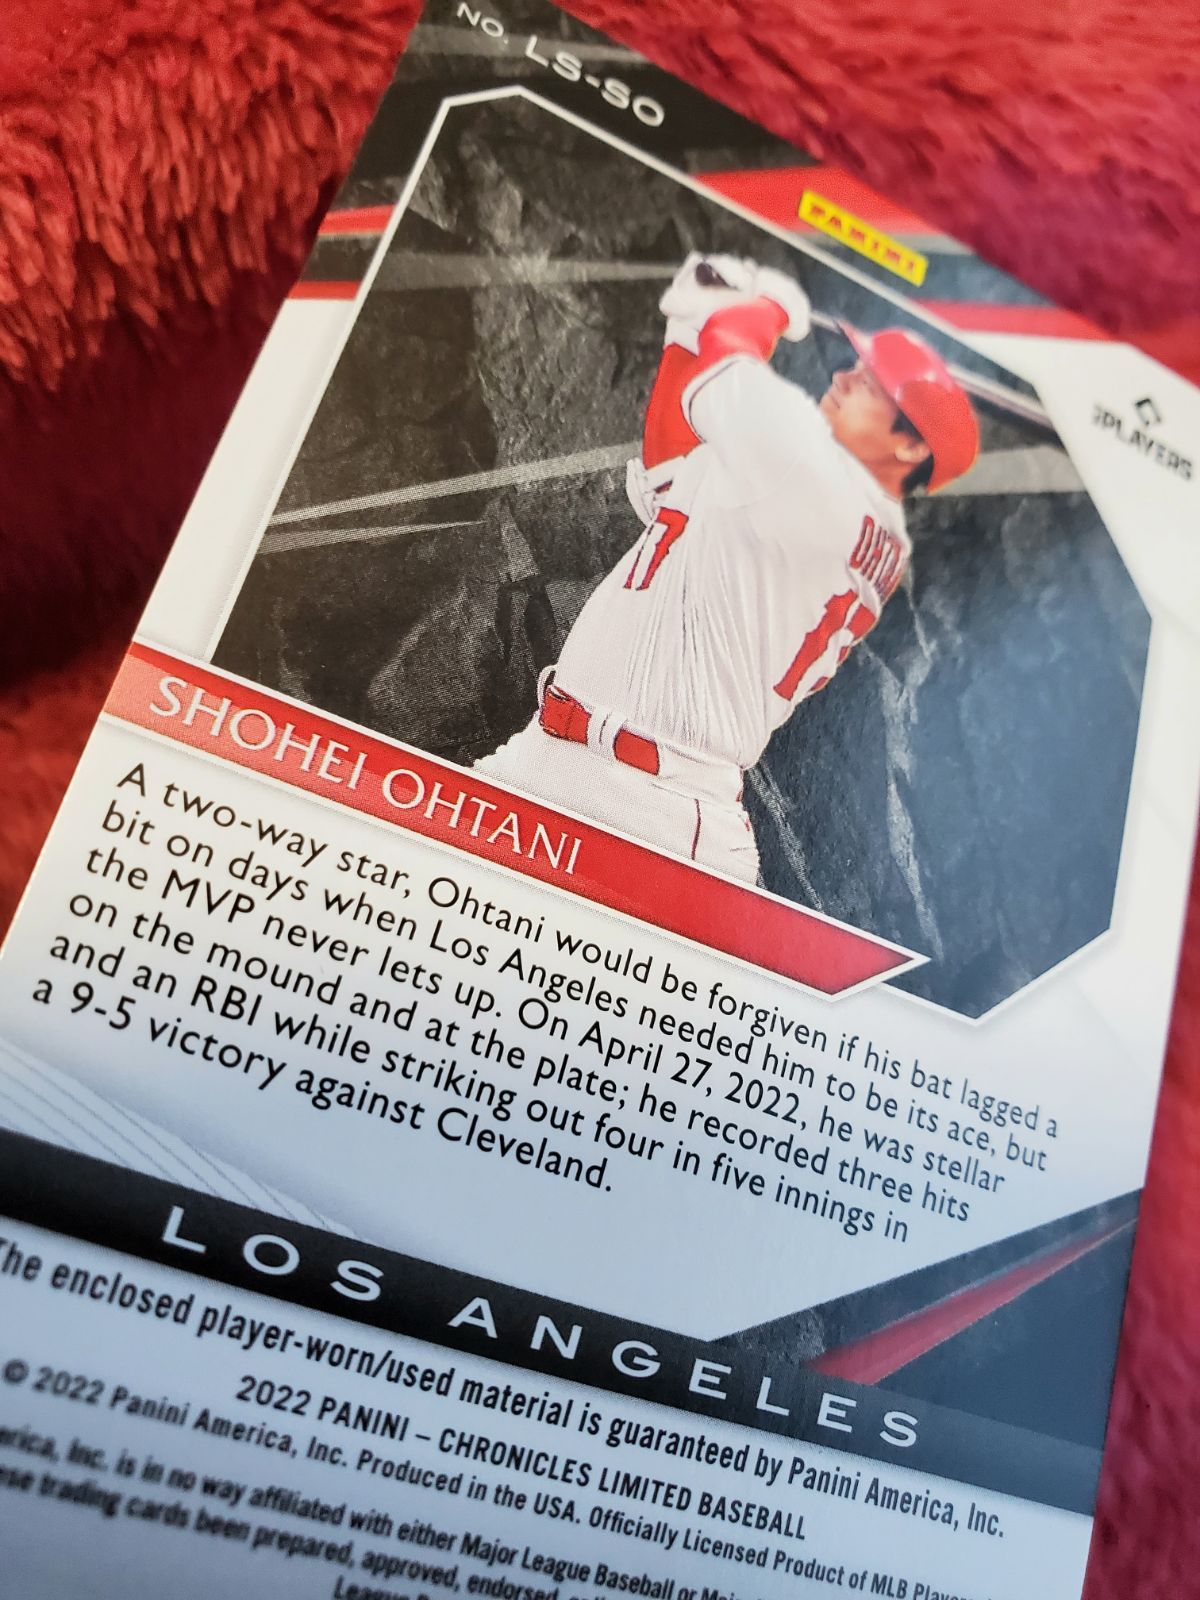 NO. LS-SO
PANINI
PLAYERS
OHTA
17
17
SHOHEI OHTANI
A two-way star, Ohtani would be forgiven if his bat lagged a
bit on days when Los Angeles needed him to be its ace, but
the MVP never lets up. On April 27, 2022, he was stellar
on the mound and at the plate; he recorded three hits
and an RBI while striking out four in five innings in
a 9-5 victory against Cleveland.
LOS ANGELES
The enclosed player-worn/used material is guaranteed by Panini America, Inc.
2022 PANINI – CHRONICLES LIMITED BASEBALL
© 2022 Panini America, Inc. Produced in the USA. Officially Licensed Product of MLB
Inc. is in no way affiliated with either Major League Baseball or
trading cards been prepared, approved,
League